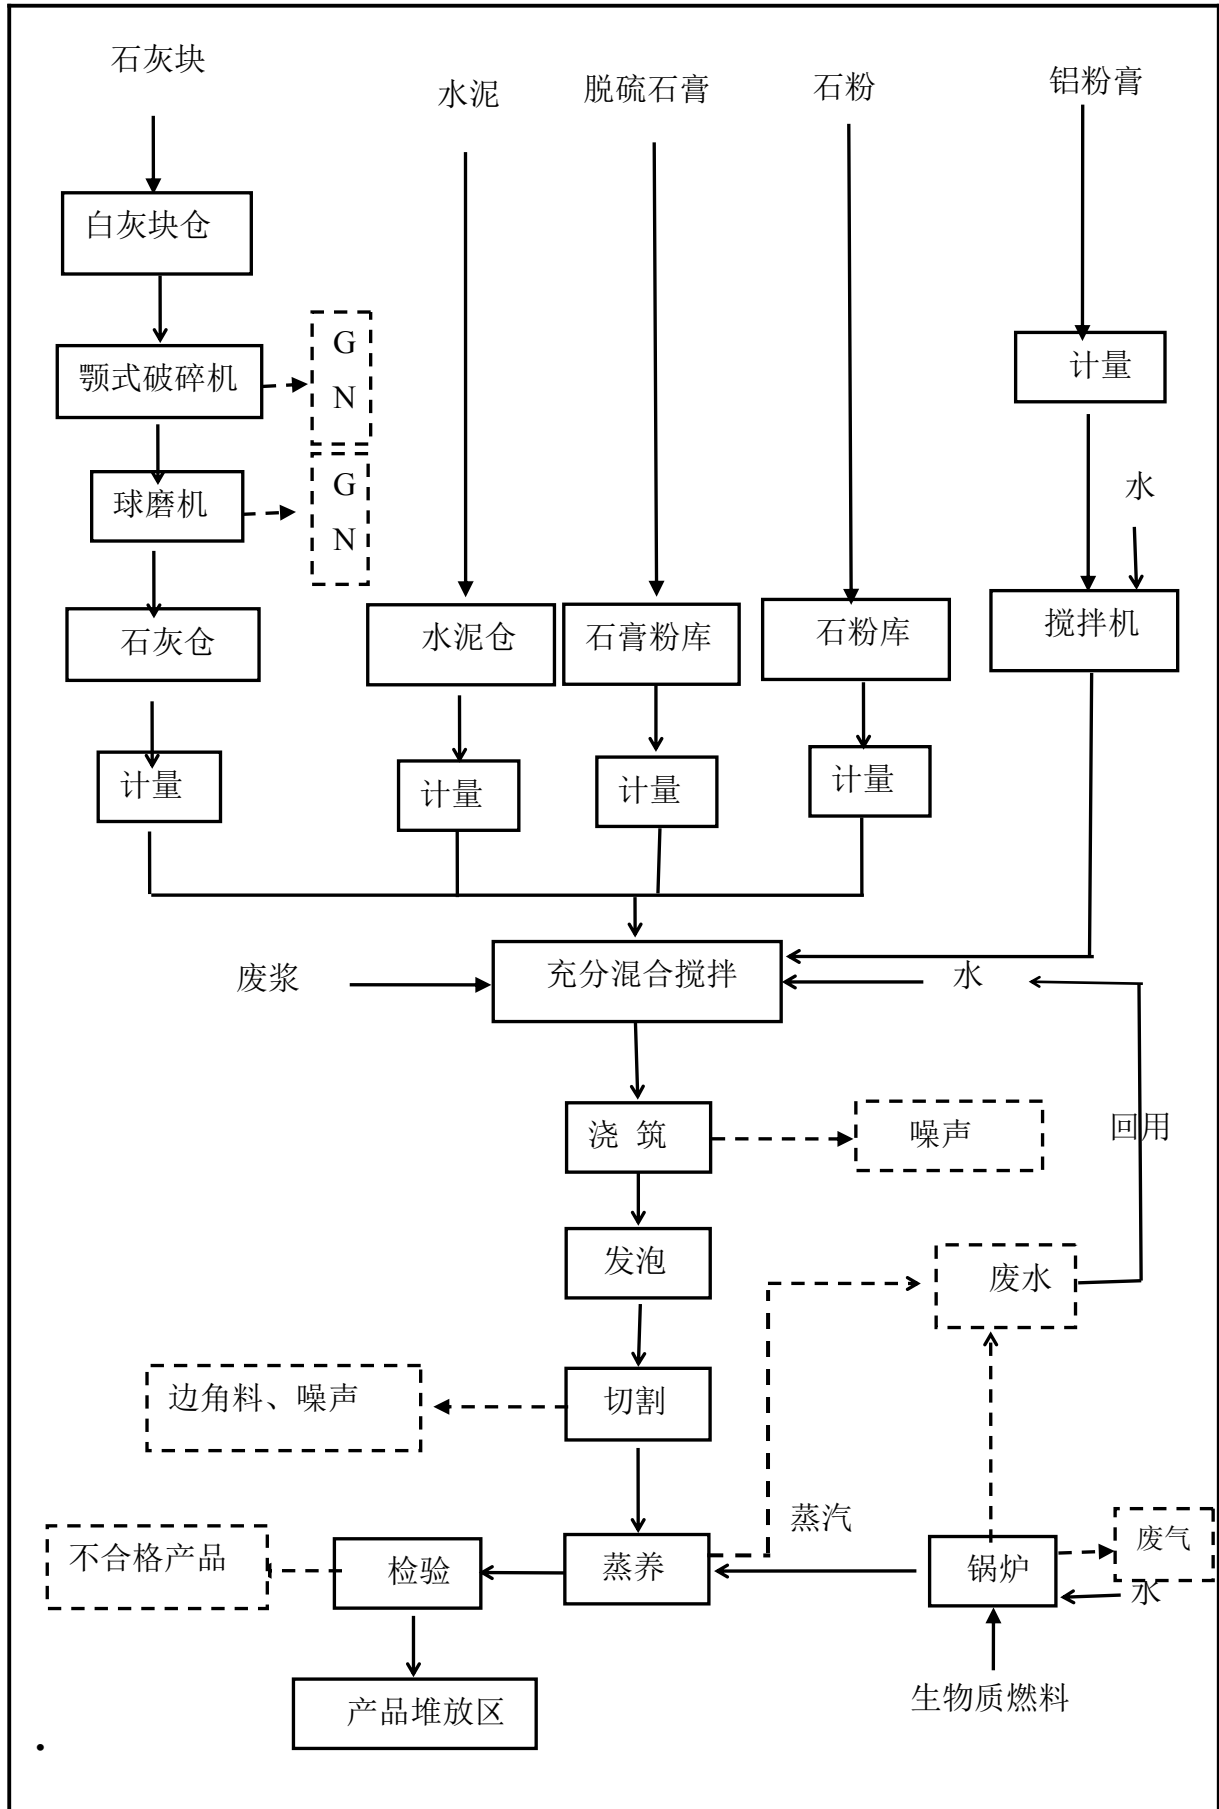 石灰块
水泥
脱硫石膏
石粉
铝粉膏
白灰块仓
颚式破碎机
G
N
计量
球磨机
G
N
水
石灰仓
水泥仓
石膏粉库
石粉库
搅拌机
计量
计量
计量
计量
废浆
充分混合搅拌
水
浇 筑
噪声
回用
发泡
废水
边角料、噪声
切割
蒸汽
不合格产品
检验
蒸养
锅炉
废气
水
产品堆放区
生物质燃料